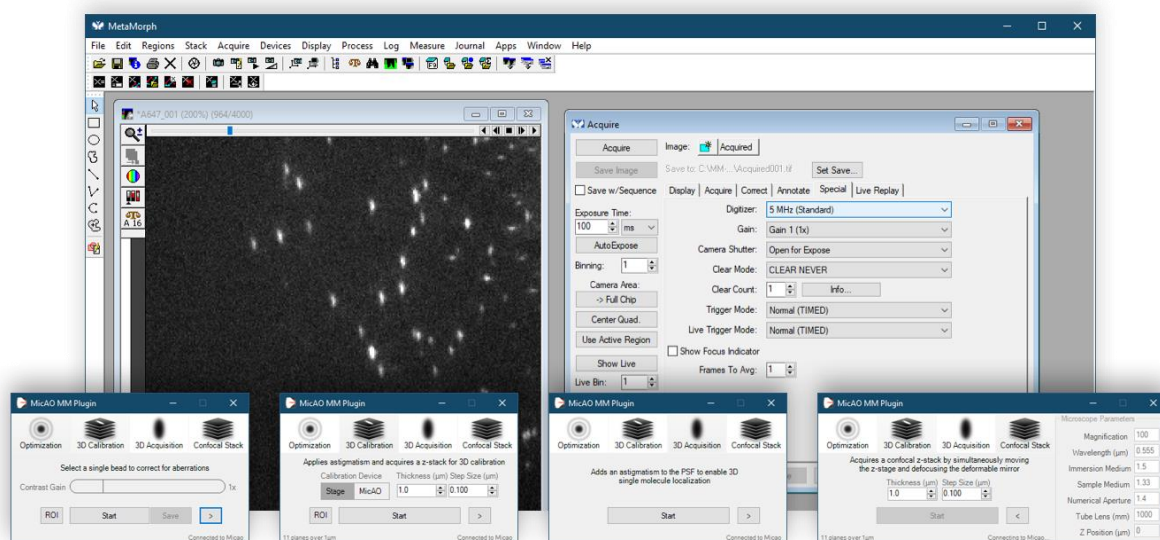 MetaMorph
File Edit Regions Stack Acquire Devices Display Process Log Measure Journal Apps Window Help
*A647_001 (200%) (964/4000)
A 16
Acquire
Acquire
Image:
Acquired
Save Image
Save to: C:\MM-...\Acquired001.tif
Set Save...
Save w/Sequence
Display Acquire Correct Annotate Special Live Replay
Exposure Time:
100 ms
AutoExpose
Binning: 1
Camera Area:
-> Full Chip
Center Quad.
Use Active Region
Show Live
Live Bin: 1
Digitizer: 5 MHz (Standard)
Gain: Gain 1 (1x)
Camera Shutter: Open for Expose
Clear Mode: CLEAR NEVER
Clear Count: 1 Info...
Trigger Mode: Normal (TIMED)
Live Trigger Mode: Normal (TIMED)
Show Focus Indicator
Frames To Avg: 1
MicAO MM Plugin
Optimization 3D Calibration 3D Acquisition Confocal Stack
Select a single bead to correct for aberrations
Contrast Gain 1x
ROI Start Save >
Connected to Micao
MicAO MM Plugin
Optimization 3D Calibration 3D Acquisition Confocal Stack
Applies astigmatism and acquires a z-stack for 3D calibration
Calibration Device Thickness (µm) Step Size (µm)
Stage MicAO 1.0 0.100
ROI Start >
11 planes over 1µm Connected to Micao
MicAO MM Plugin
Optimization 3D Calibration 3D Acquisition Confocal Stack
Adds an astigmatism to the PSF to enable 3D
single molecule localization
Start >
Connected to Micao
MicAO MM Plugin
Optimization 3D Calibration 3D Acquisition Confocal Stack
Acquires a confocal z-stack by simultaneously moving
the z-stage and defocusing the deformable mirror
Thickness (µm) Step Size (µm)
1.0 0.100
Start <
11 planes over 1µm Connecting to Micao...
Microscope Parameters
Magnification 100
Wavelength (µm) 0.555
Immersion Medium 1.5
Sample Medium 1.33
Numerical Aperture 1.4
Tube Lens (mm) 1000
Z Position (µm) 0